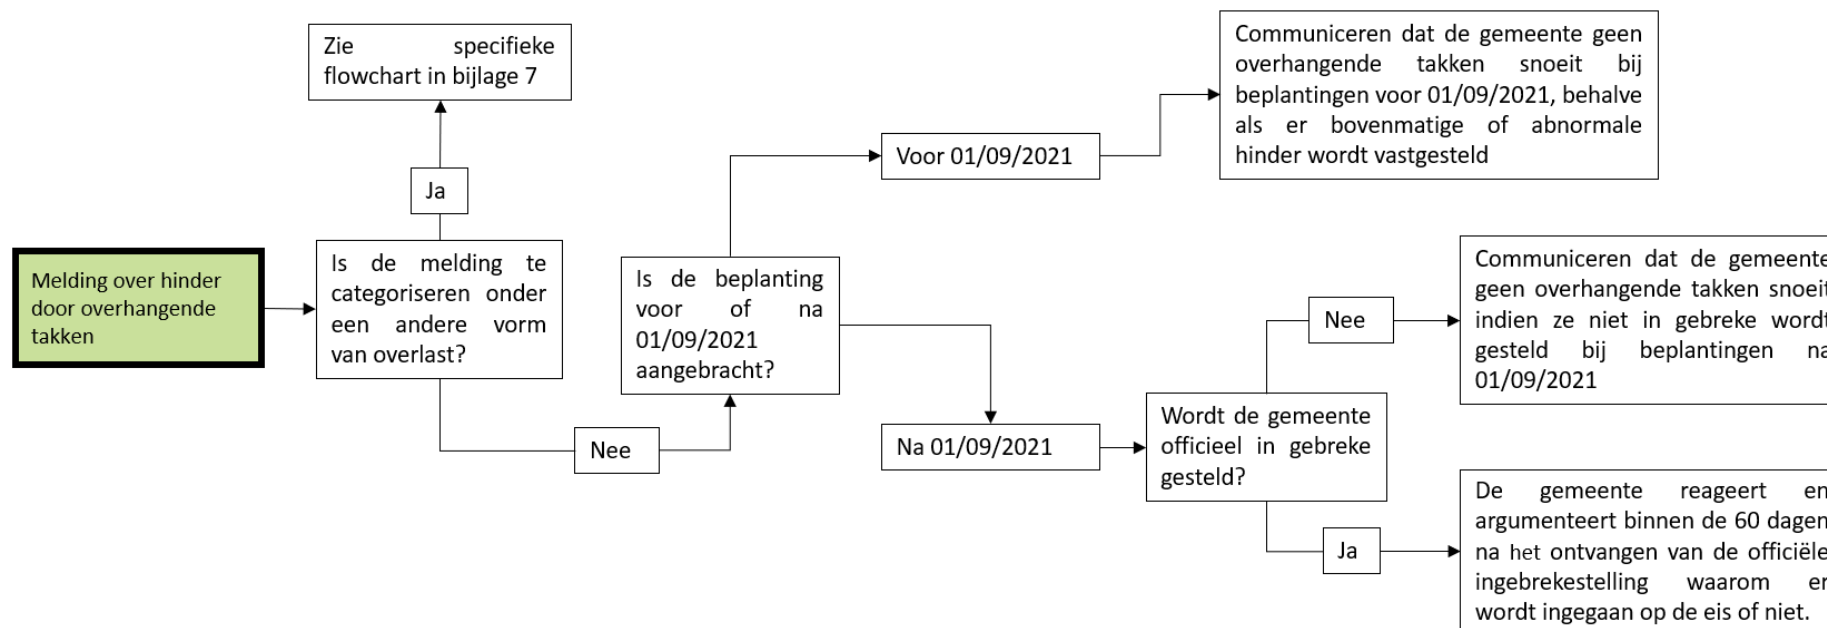 Zie specifieke
flowchart in bijlage 7
Ja
Melding over hinder
door overhangende
takken
Is de melding te
categoriseren onder
een andere vorm
van overlast?
Nee
Is de beplanting
voor of na
01/09/2021
aangebracht?
Voor 01/09/2021
Communiceren dat de gemeente geen
overhangende takken snoeit bij
beplantingen voor 01/09/2021, behalve
als er bovenmatige of abnormale
hinder wordt vastgesteld
Na 01/09/2021
Wordt de gemeente
officieel in gebreke
gesteld?
Nee
Communiceren dat de gemeente
geen overhangende takken snoeit
indien ze niet in gebreke wordt
gesteld bij beplantingen na
01/09/2021
Ja
De gemeente reageert en
argumenteert binnen de 60 dagen
na het ontvangen van de officiële
ingebrekestelling waarom er
wordt ingegaan op de eis of niet.